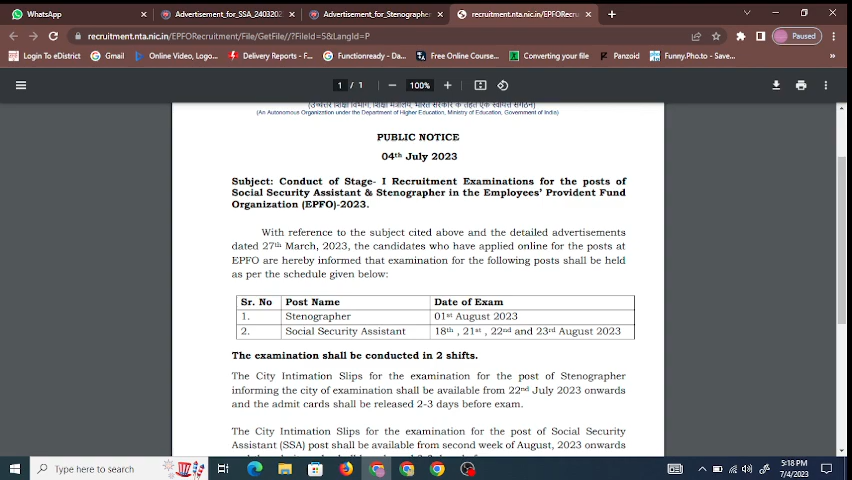 WhatsApp
Advertisement_for_SSA_2403202
Advertisement_for_Stenographer
recruitment.nta.nic.in/EPFORecru
recruitment.nta.nic.in/EPFORecruitment/File/GetFile//?FileId=5&LangId=P
Paused
Login To eDistrict
Gmail
Online Video, Logo...
Delivery Reports - F...
Functionready - Da...
Free Online Course...
Converting your file
Panzoid
Funny.Pho.to - Save...
1 / 1
100%
(उच्चतर शिक्षा विभाग, शिक्षा मंत्रालय, भारत सरकार के तहत एक स्वायत्त संगठन)
(An Autonomous Organization under the Department of Higher Education, Ministry of Education, Government of India)
PUBLIC NOTICE
04th July 2023
Subject: Conduct of Stage- I Recruitment Examinations for the posts of
Social Security Assistant & Stenographer in the Employees' Provident Fund
Organization (EPFO)-2023.
With reference to the subject cited above and the detailed advertisements
dated 27th March, 2023, the candidates who have applied online for the posts at
EPFO are hereby informed that examination for the following posts shall be held
as per the schedule given below:
Sr. No Post Name Date of Exam
1. Stenographer 01st August 2023
2. Social Security Assistant 18th , 21st , 22nd and 23rd August 2023
The examination shall be conducted in 2 shifts.
The City Intimation Slips for the examination for the post of Stenographer
informing the city of examination shall be available from 22nd July 2023 onwards
and the admit cards shall be released 2-3 days before exam.
The City Intimation Slips for the examination for the post of Social Security
Assistant (SSA) post shall be available from second week of August, 2023 onwards
Type here to search
5:18 PM
7/4/2023